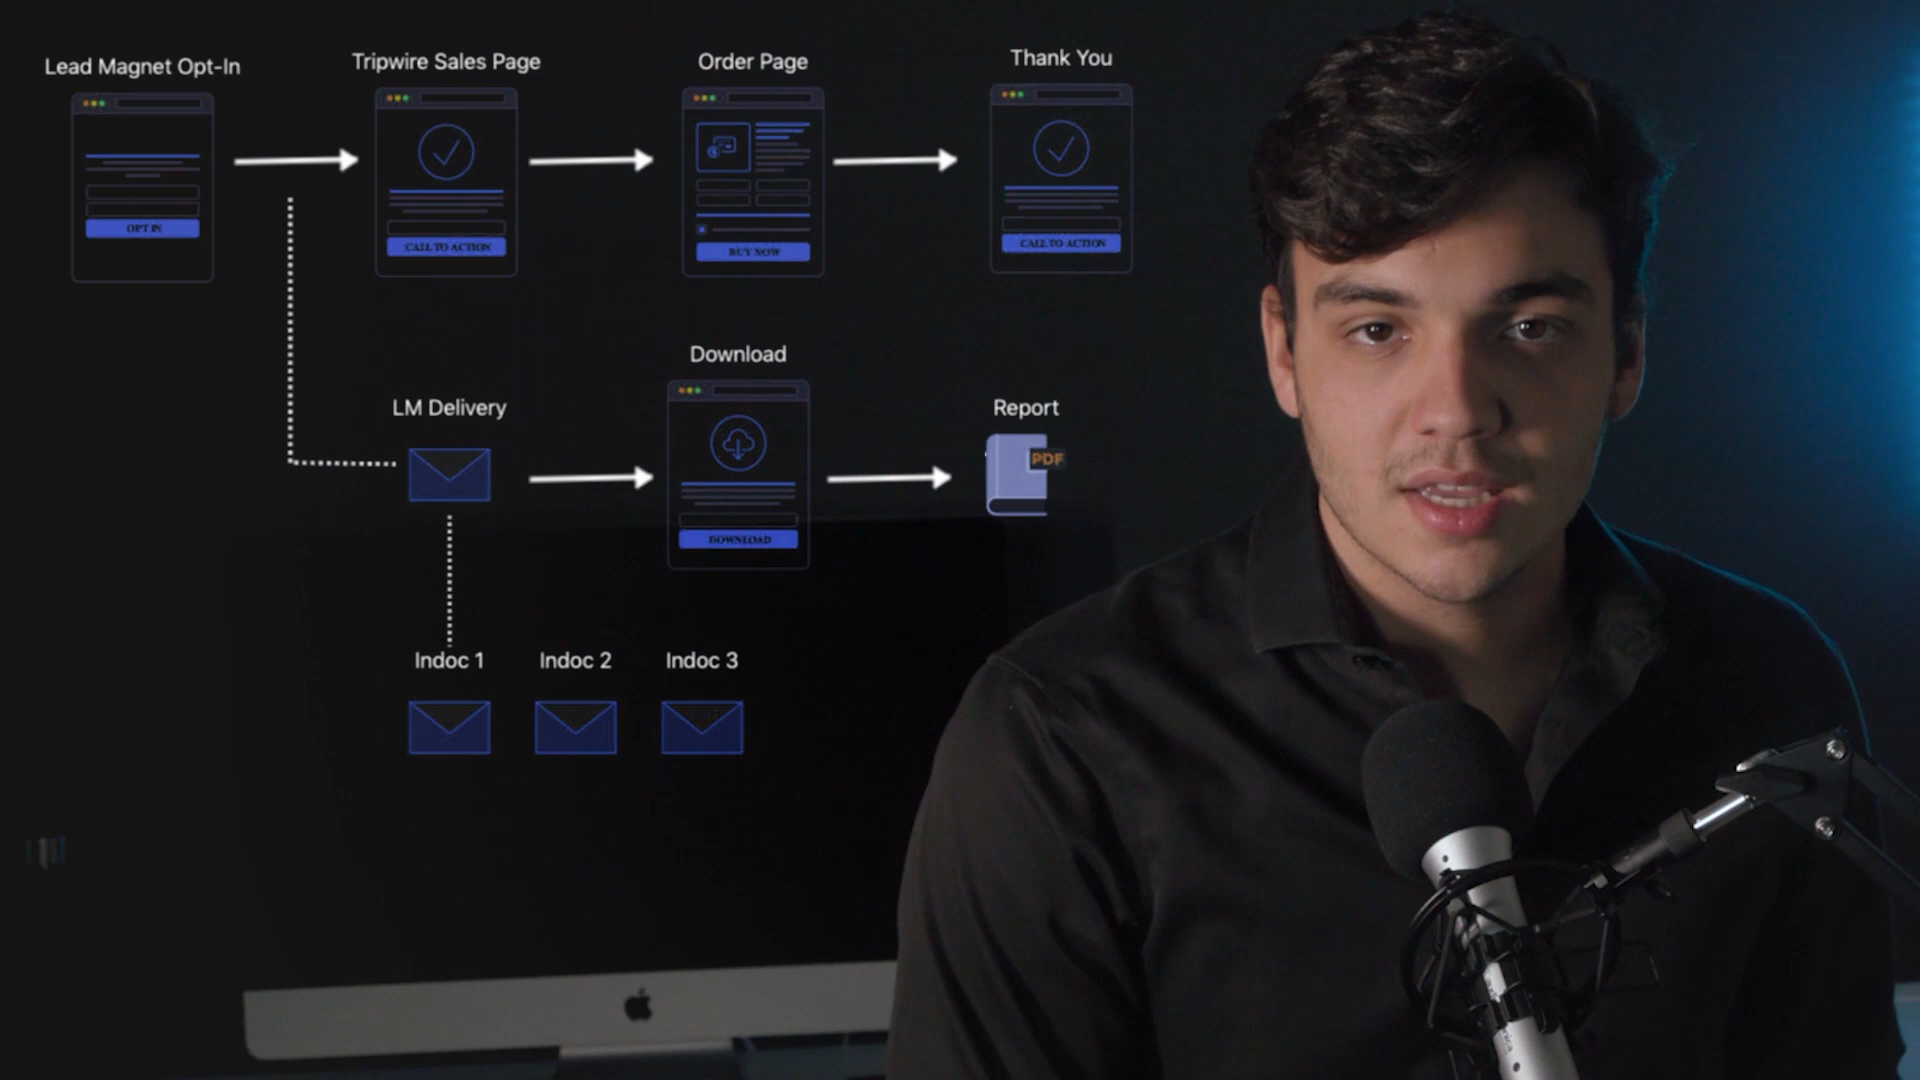 Lead Magnet Opt-In
Tripwire Sales Page
Order Page
Thank You
OPT IN
CALL TO ACTION
BUY NOW
CALL TO ACTION
Download
LM Delivery
Report
PDF
DOWNLOAD
Indoc 1
Indoc 2
Indoc 3